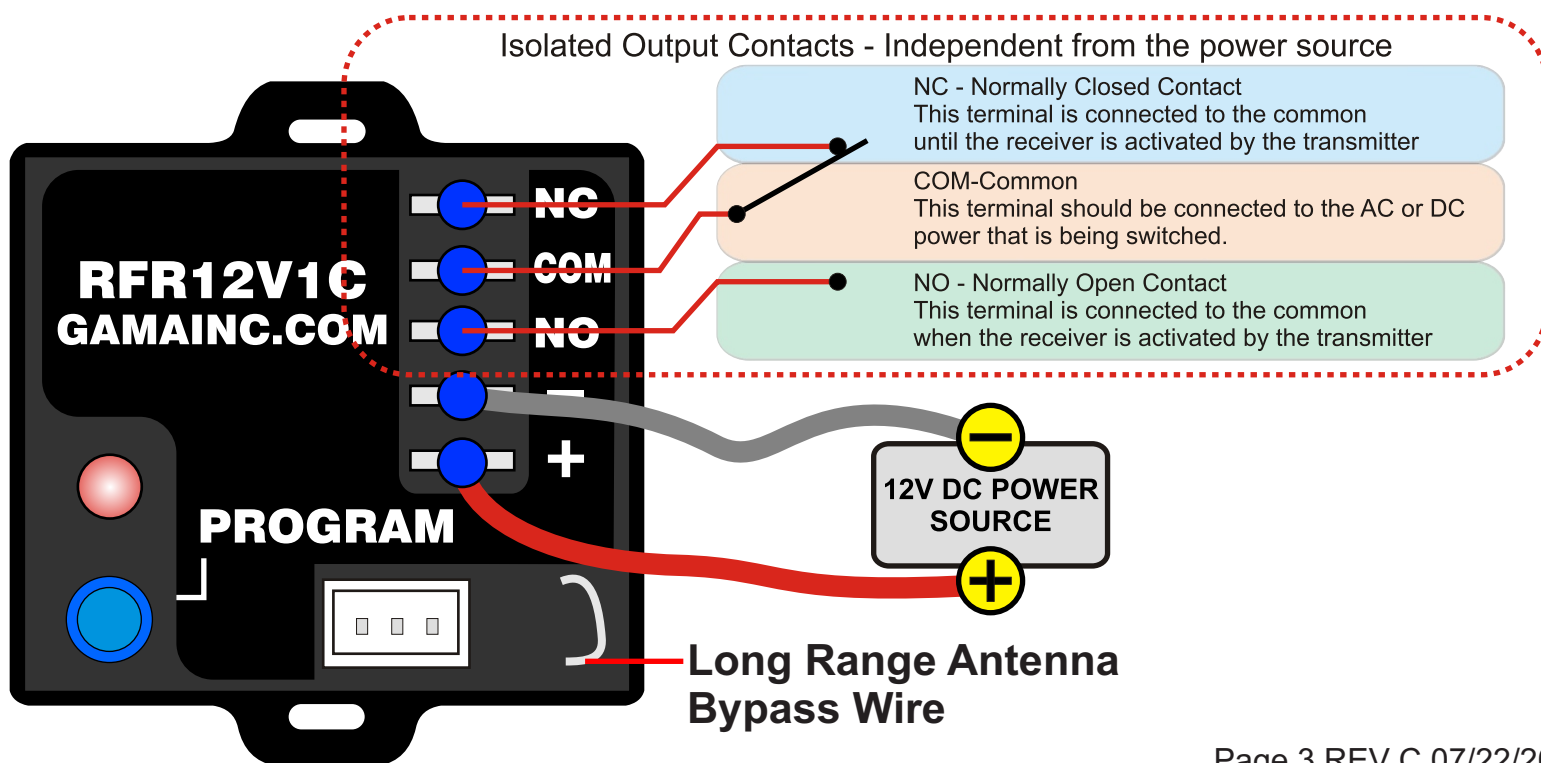 Isolated Output Contacts - Independent from the power source
NC - Normally Closed Contact
This terminal is connected to the common
until the receiver is activated by the transmitter
COM-Common
This terminal should be connected to the AC or DC
power that is being switched.
NO - Normally Open Contact
This terminal is connected to the common
when the receiver is activated by the transmitter
NC
COM
NO
−
+
RFR12V1C
GAMAINC.COM
PROGRAM
−
12V DC POWER
SOURCE
+
Long Range Antenna
Bypass Wire
Page 3 REV C